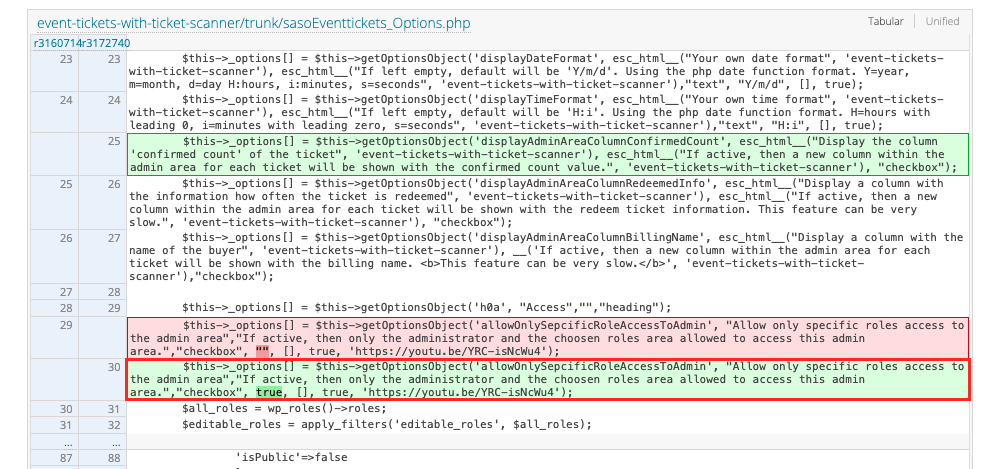 event-tickets-with-ticket-scanner/trunk/sasoEventtickets_Options.php
Tabular
Unified
r3160714 r3172740
23 23 $this->_options[] = $this->getOptionsObject('displayDateFormat', esc_html__("Your own date format", 'event-tickets-
with-ticket-scanner'), esc_html__("If left empty, default will be 'Y/m/d'. Using the php date function format. Y=year,
m=month, d=day H:hours, i:minutes, s=seconds", 'event-tickets-with-ticket-scanner'),"text", "Y/m/d", [], true);
24 24 $this->_options[] = $this->getOptionsObject('displayTimeFormat', esc_html__("Your own time format", 'event-tickets-
with-ticket-scanner'), esc_html__("If left empty, default will be 'H:i'. Using the php date function format. H=hours with
leading 0, i=minutes with leading zero, s=seconds", 'event-tickets-with-ticket-scanner'),"text", "H:i", [], true);
25 $this->_options[] = $this->getOptionsObject('displayAdminAreaColumnConfirmedCount', esc_html__("Display the column
'confirmed count' of the ticket", 'event-tickets-with-ticket-scanner'), esc_html__("If active, then a new column within the
admin area for each ticket will be shown with the confirmed count value.", 'event-tickets-with-ticket-scanner'), "checkbox");
25 26 $this->_options[] = $this->getOptionsObject('displayAdminAreaColumnRedeemedInfo', esc_html__("Display a column with
the information how often the ticket is redeemed", 'event-tickets-with-ticket-scanner'), esc_html__("If active, then a new
column within the admin area for each ticket will be shown with the redeem ticket information. This feature can be very
slow.", 'event-tickets-with-ticket-scanner'), "checkbox");
26 27 $this->_options[] = $this->getOptionsObject('displayAdminAreaColumnBillingName', esc_html__("Display a column with the
name of the buyer", 'event-tickets-with-ticket-scanner'), __('If active, then a new column within the admin area for each
ticket will be shown with the billing name. <b>This feature can be very slow.</b>', 'event-tickets-with-ticket-
scanner'),"checkbox");
27 28
28 29 $this->_options[] = $this->getOptionsObject('h0a', "Access","","heading");
29 $this->_options[] = $this->getOptionsObject('allowOnlySepcificRoleAccessToAdmin', "Allow only specific roles access to
the admin area","If active, then only the administrator and the choosen roles area allowed to access this admin
area.","checkbox", "", [], true, 'https://youtu.be/YRC-isNcWu4');
30 $this->_options[] = $this->getOptionsObject('allowOnlySepcificRoleAccessToAdmin', "Allow only specific roles access to
the admin area","If active, then only the administrator and the choosen roles area allowed to access this admin
area.","checkbox", true, [], true, 'https://youtu.be/YRC-isNcWu4');
30 31 $all_roles = wp_roles()->roles;
31 32 $editable_roles = apply_filters('editable_roles', $all_roles);
… …
87 88 'isPublic'=>false